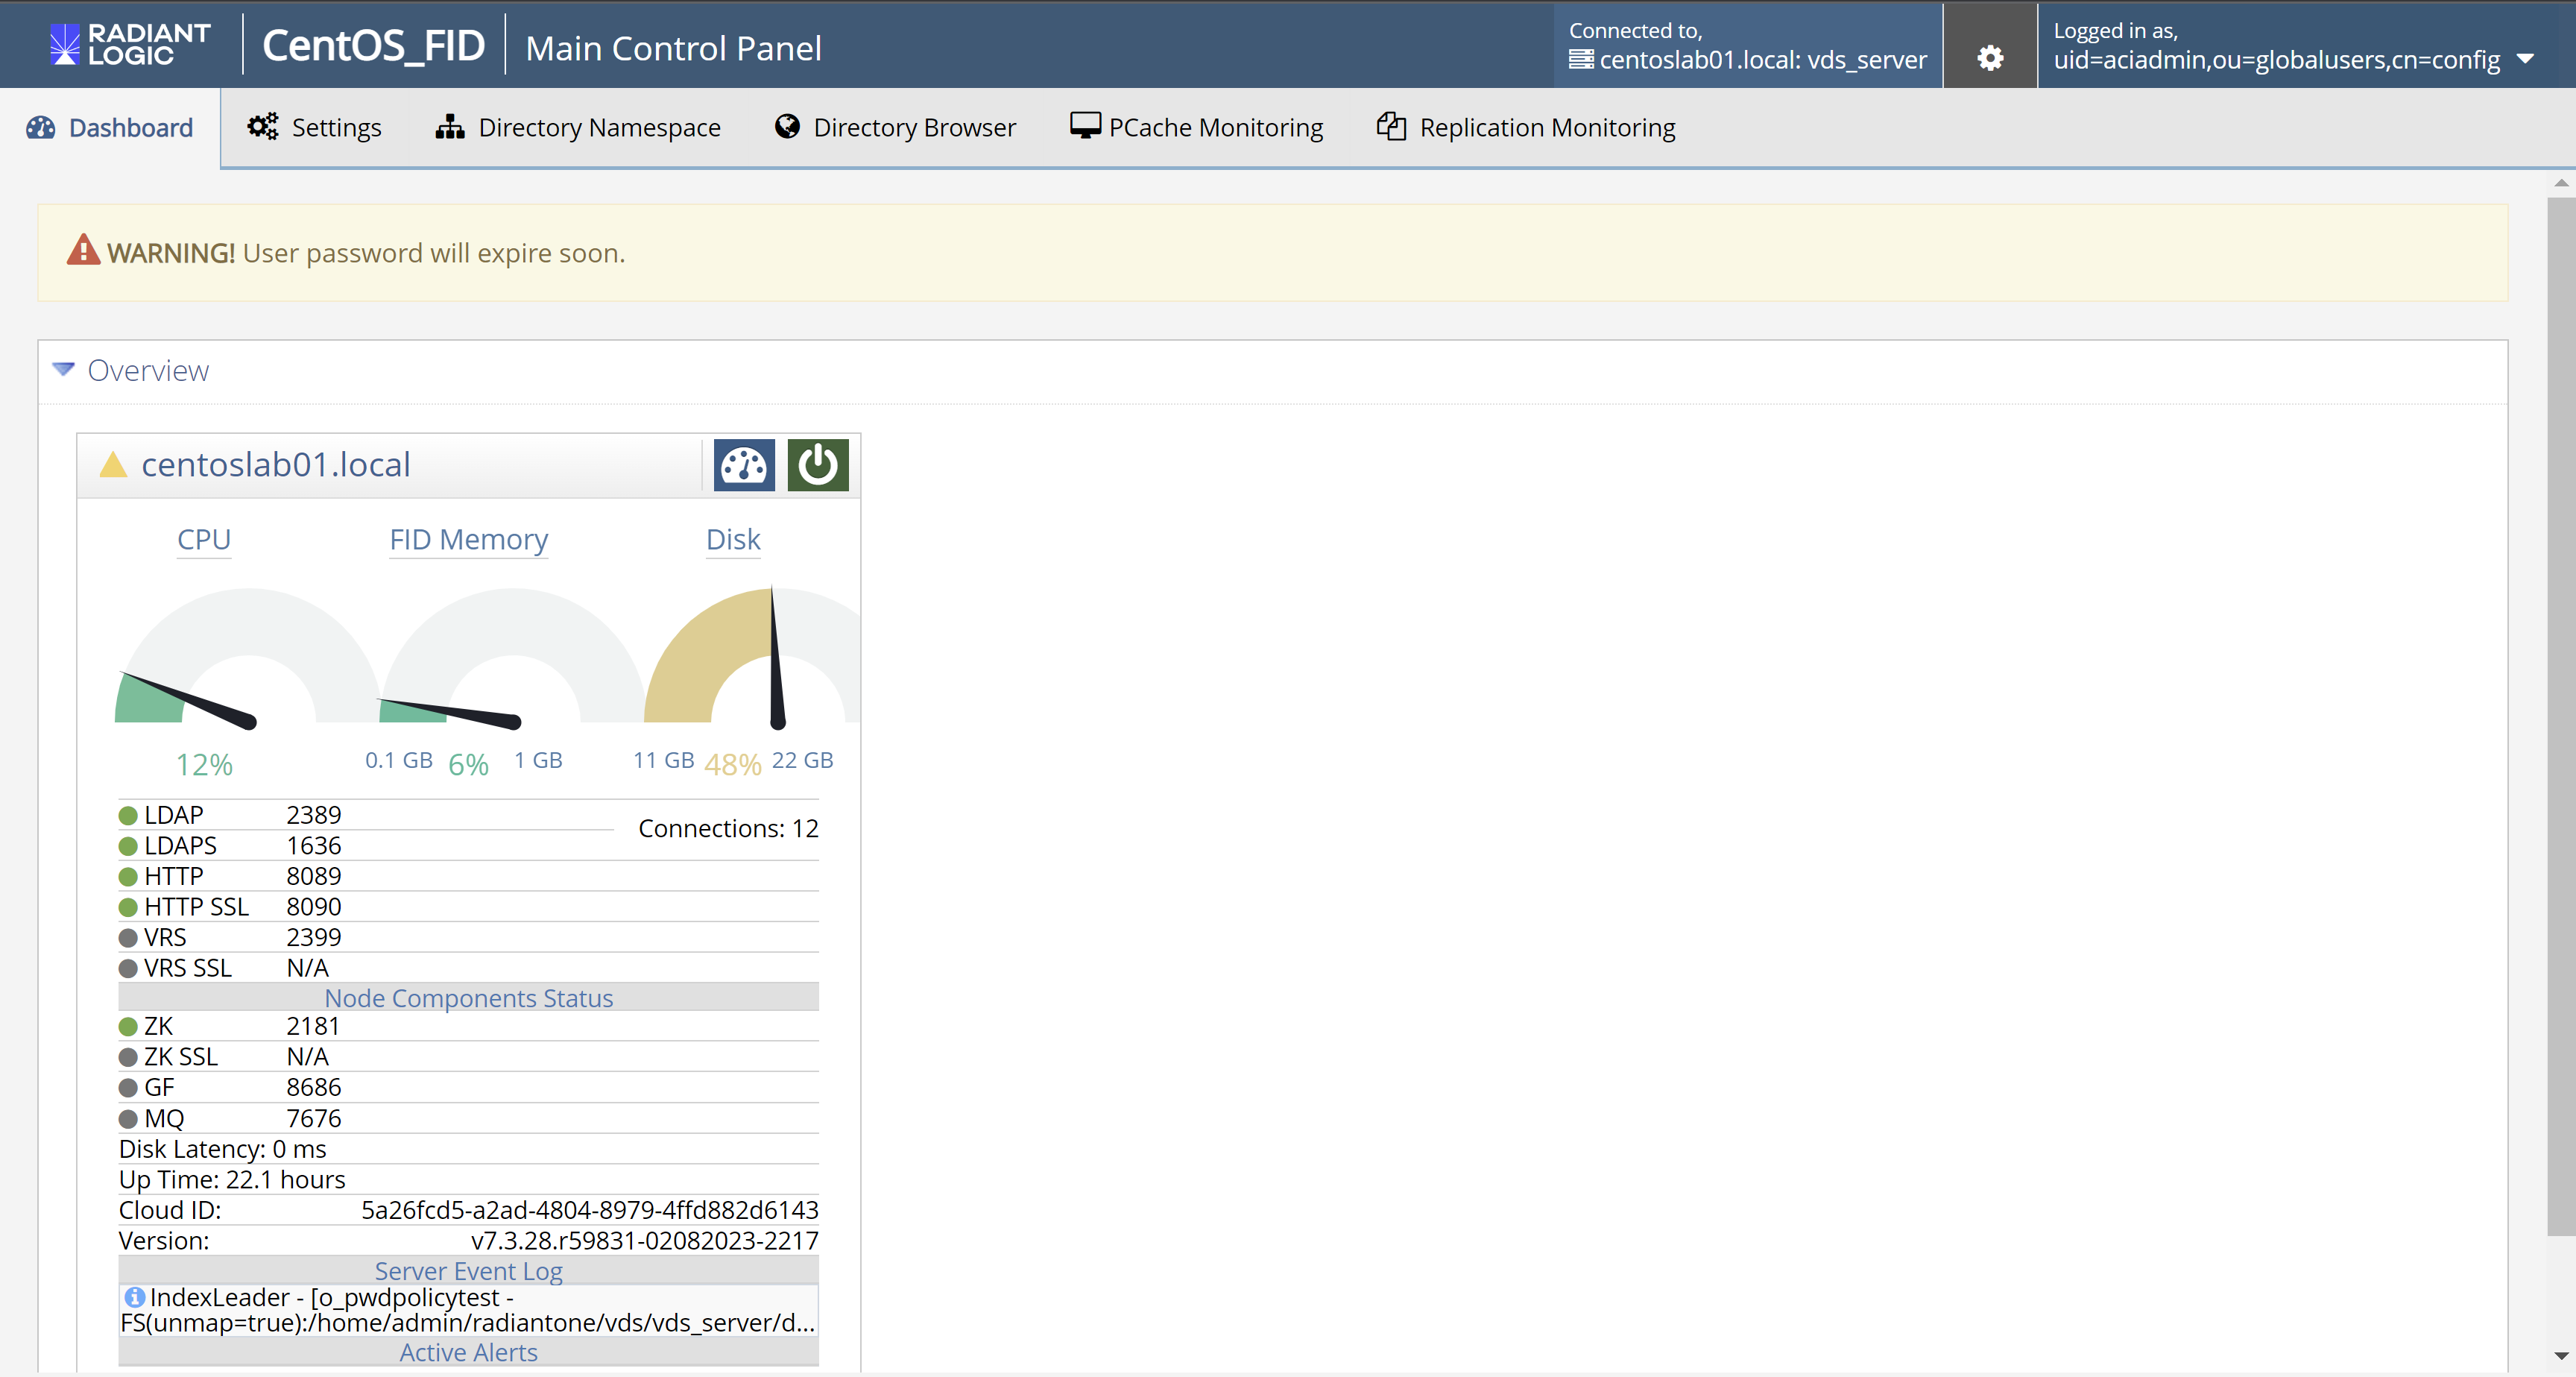 RADIANT
LOGIC
CentOS_FID
Main Control Panel
Connected to,
centoslab01.local: vds_server
Logged in as,
uid=aciadmin,ou=globalusers,cn=config
Dashboard
Settings
Directory Namespace
Directory Browser
PCache Monitoring
Replication Monitoring
WARNING! User password will expire soon.
Overview
centoslab01.local
CPU
FID Memory
Disk
12%
0.1 GB 6% 1 GB
11 GB 48% 22 GB
LDAP 2389
Connections: 12
LDAPS 1636
HTTP 8089
HTTP SSL 8090
VRS 2399
VRS SSL N/A
Node Components Status
ZK 2181
ZK SSL N/A
GF 8686
MQ 7676
Disk Latency: 0 ms
Up Time: 22.1 hours
Cloud ID: 5a26fcd5-a2ad-4804-8979-4ffd882d6143
Version: v7.3.28.r59831-02082023-2217
Server Event Log
IndexLeader - [o_pwdpolicytest -
FS(unmap=true):/home/admin/radiantone/vds/vds_server/d...
Active Alerts